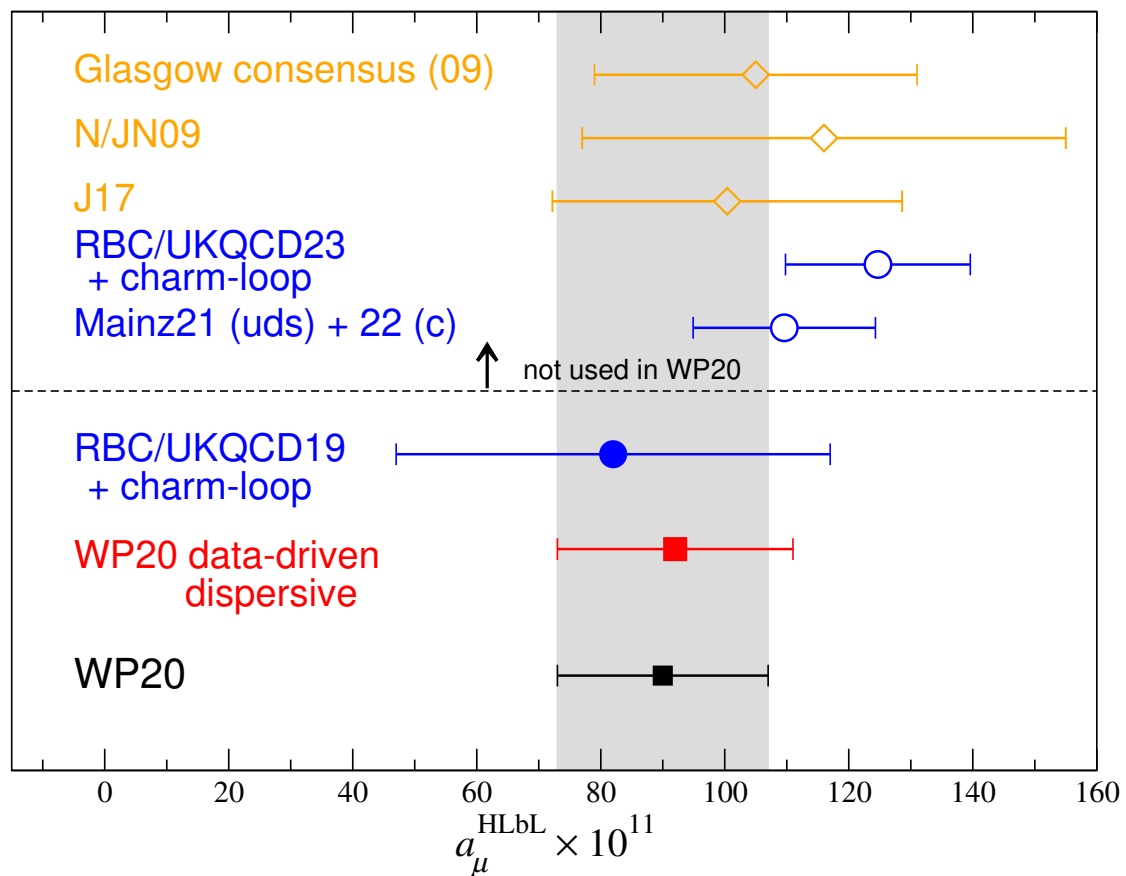 Glasgow consensus (09)
N/JN09
J17
RBC/UKQCD23
+ charm-loop
Mainz21 (uds) + 22 (c)
not used in WP20
RBC/UKQCD19
+ charm-loop
WP20 data-driven
dispersive
WP20
0 20 40 60 80 100 120 140 160
a_μ^HLbL × 10^11